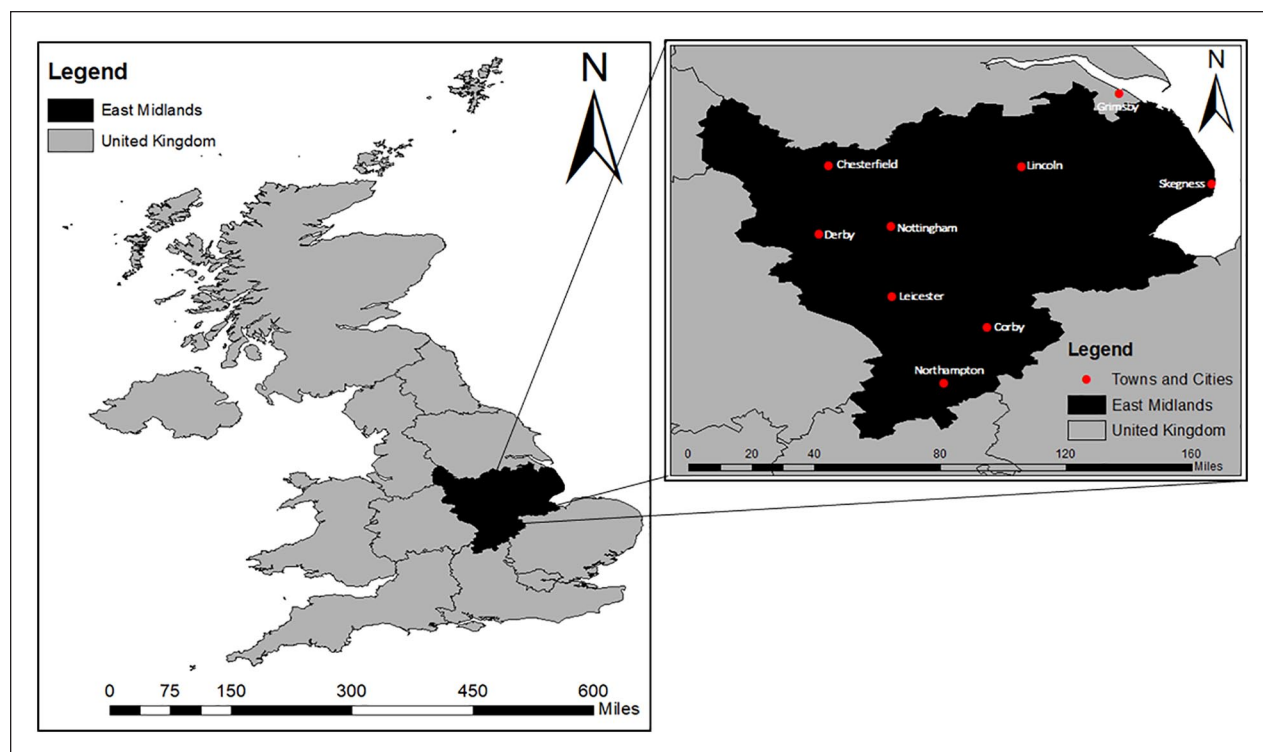 Legend
East Midlands
United Kingdom
N
0 75 150 300 450 600
Miles
N
Grimsby
Chesterfield
Lincoln
Skegness
Derby
Nottingham
Leicester
Corby
Northampton
Legend
Towns and Cities
East Midlands
United Kingdom
0 20 40 80 120 160
Miles